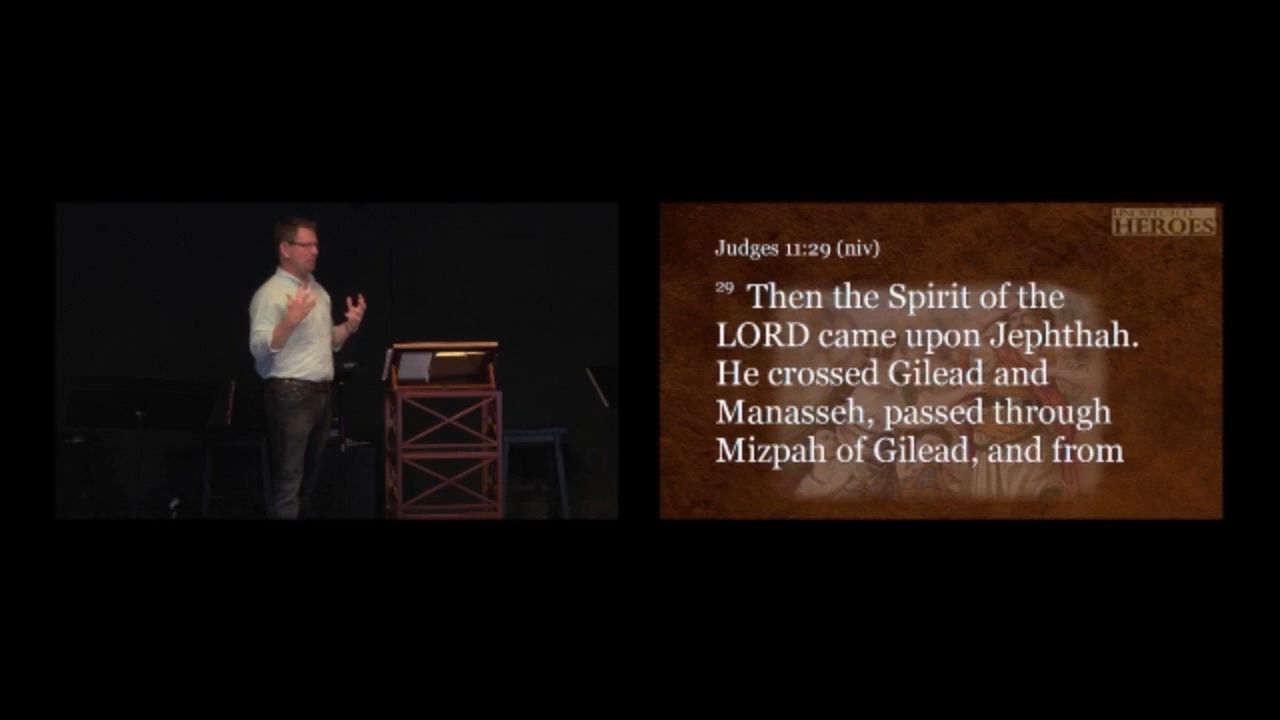 UNEXPECTED
HEROES
Judges 11:29 (niv)
29 Then the Spirit of the
LORD came upon Jephthah.
He crossed Gilead and
Manasseh, passed through
Mizpah of Gilead, and from